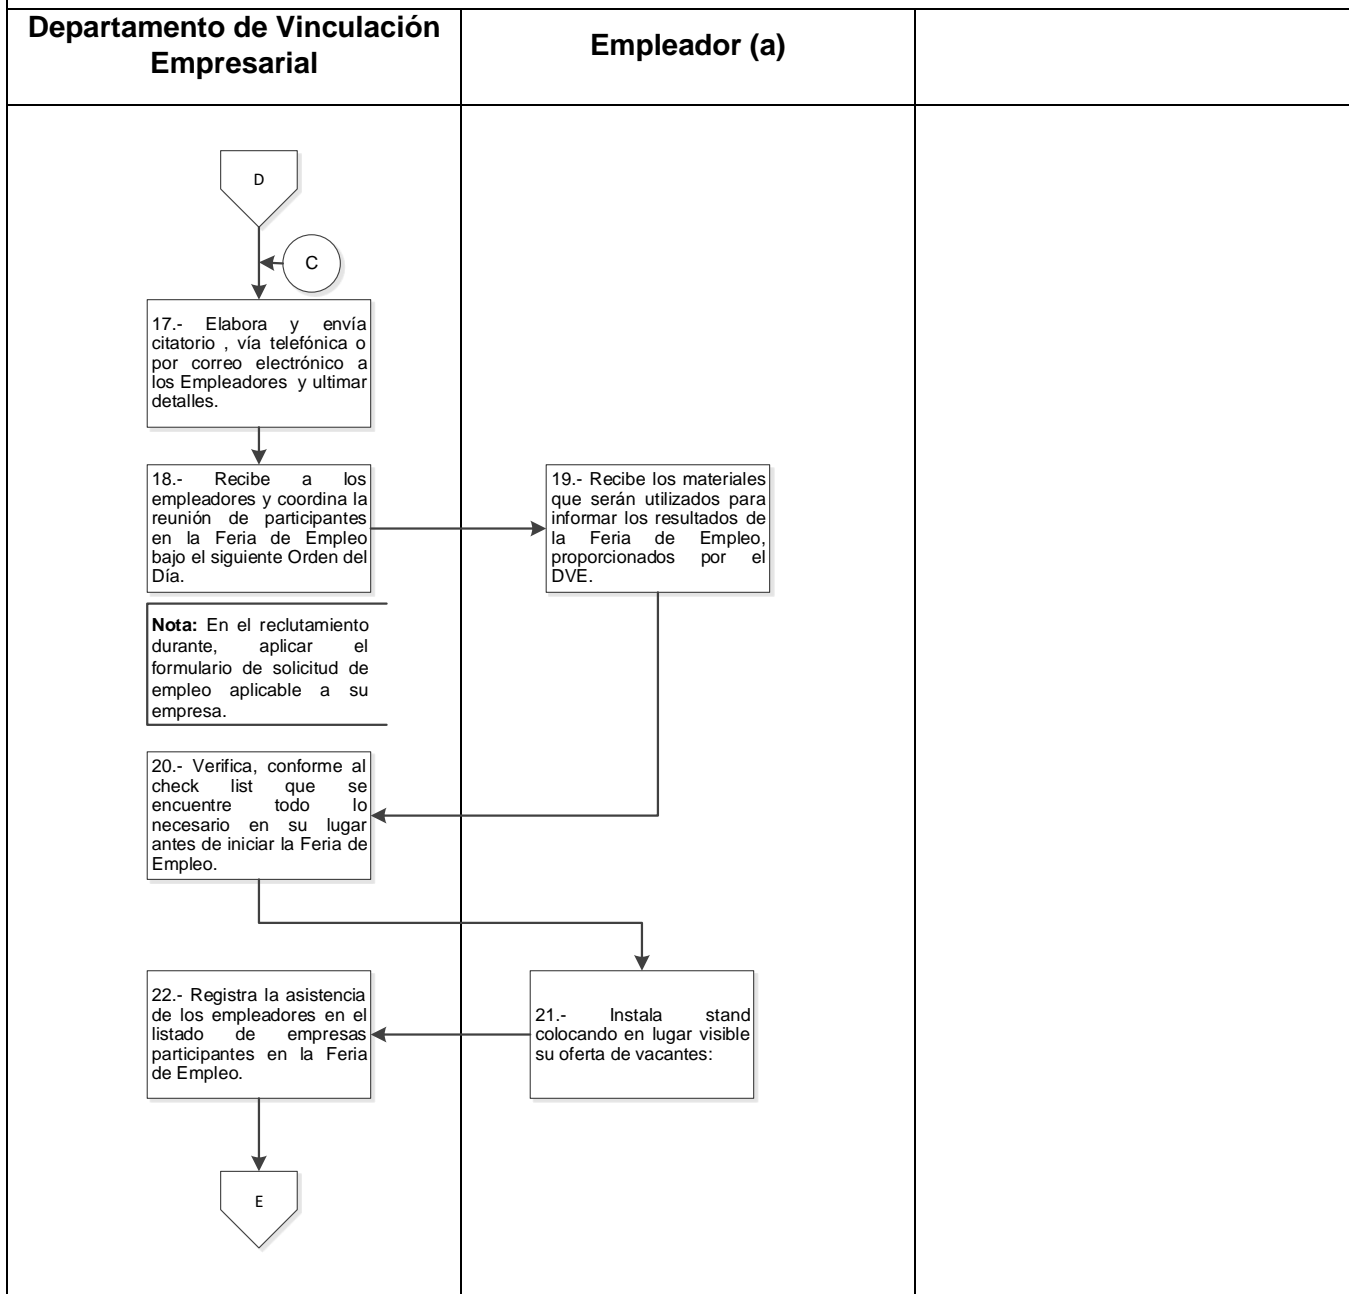 Departamento de Vinculación
Empresarial
Empleador (a)
D
C
17.- Elabora y envía
citatorio , vía telefónica o
por correo electrónico a
los Empleadores y ultimar
detalles.
18.- Recibe a los
empleadores y coordina la
reunión de participantes
en la Feria de Empleo
bajo el siguiente Orden del
Día.
19.- Recibe los materiales
que serán utilizados para
informar los resultados de
la Feria de Empleo,
proporcionados por el
DVE.
Nota: En el reclutamiento
durante, aplicar el
formulario de solicitud de
empleo aplicable a su
empresa.
20.- Verifica, conforme al
check list que se
encuentre todo lo
necesario en su lugar
antes de iniciar la Feria de
Empleo.
21.- Instala stand
colocando en lugar visible
su oferta de vacantes:
22.- Registra la asistencia
de los empleadores en el
listado de empresas
participantes en la Feria
de Empleo.
E